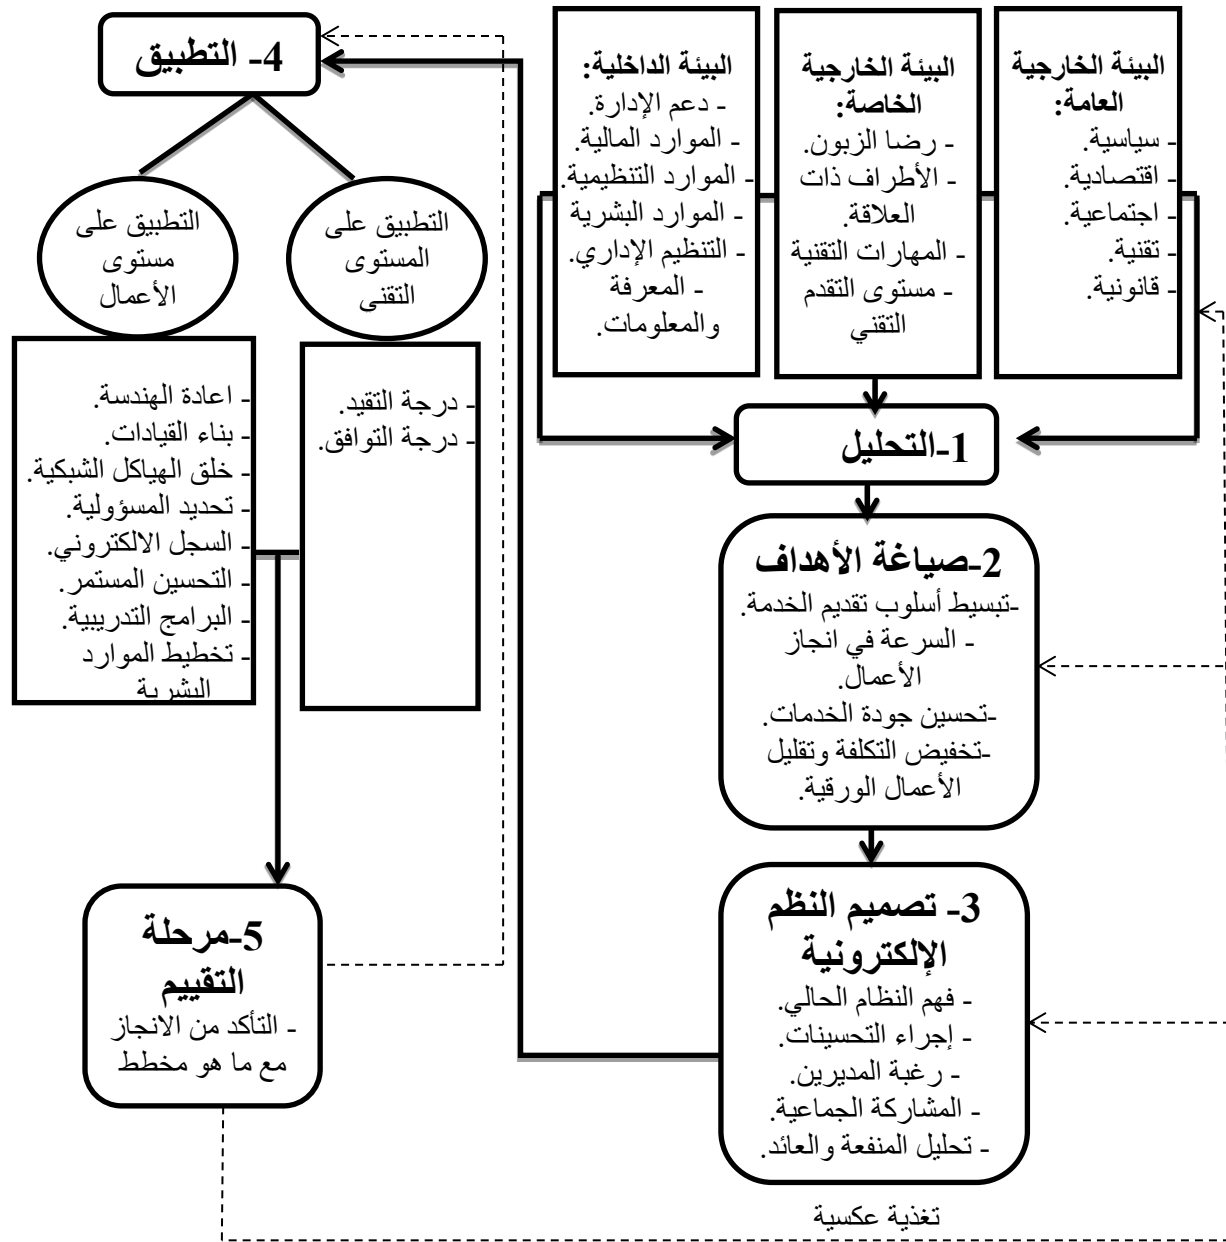 البيئة الخارجية
العامة:
- سياسية.
- اقتصادية.
- اجتماعية.
- تقنية.
- قانونية.
البيئة الخارجية
الخاصة:
- رضا الزبون.
- الأطراف ذات
العلاقة.
- المهارات التقنية
- مستوى التقدم
التقني
البيئة الداخلية:
- دعم الإدارة.
- الموارد المالية.
- الموارد التنظيمية.
- الموارد البشرية
- التنظيم الإداري.
- المعرفة
والمعلومات.
1-التحليل
2-صياغة الأهداف
-تبسيط أسلوب تقديم الخدمة.
- السرعة في انجاز
الأعمال.
-تحسين جودة الخدمات.
-تخفيض التكلفة وتقليل
الأعمال الورقية.
3- تصميم النظم
الإلكترونية
- فهم النظام الحالي.
- إجراء التحسينات.
- رغبة المديرين.
- المشاركة الجماعية.
- تحليل المنفعة والعائد.
4- التطبيق
التطبيق على
المستوى
التقني
- درجة التقيد.
- درجة التوافق.
التطبيق على
مستوى
الأعمال
- اعادة الهندسة.
- بناء القيادات.
- خلق الهياكل الشبكية.
- تحديد المسؤولية.
- السجل الالكتروني.
- التحسين المستمر.
- البرامج التدريبية.
- تخطيط الموارد
البشرية
5-مرحلة
التقييم
- التأكد من الانجاز
مع ما هو مخطط
تغذية عكسية